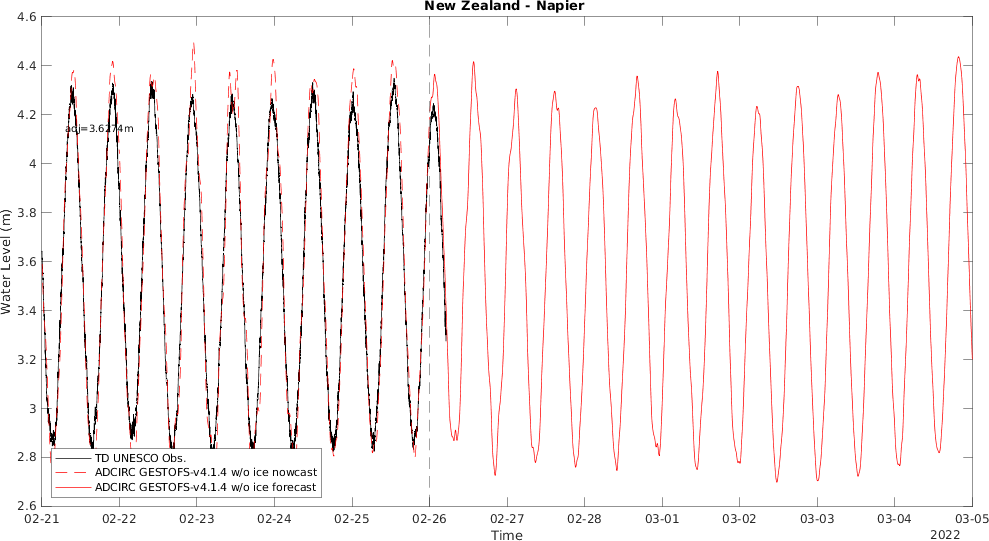 New Zealand - Napier
4.6
4.4
4.2
4
3.8
3.6
3.4
3.2
3
2.8
2.6
Water Level (m)
adj=3.6274m
TD UNESCO Obs.
ADCIRC GESTOFS-v4.1.4 w/o ice nowcast
ADCIRC GESTOFS-v4.1.4 w/o ice forecast
02-21 02-22 02-23 02-24 02-25 02-26 02-27 02-28 03-01 03-02 03-03 03-04 03-05
Time
2022